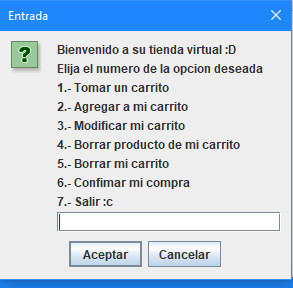 Entrada
Bienvenido a su tienda virtual :D
Elija el numero de la opcion deseada
1.- Tomar un carrito
2.- Agregar a mi carrito
3.- Modificar mi carrito
4.- Borrar producto de mi carrito
5.- Borrar mi carrito
6.- Confimar mi compra
7.- Salir :c
Aceptar Cancelar